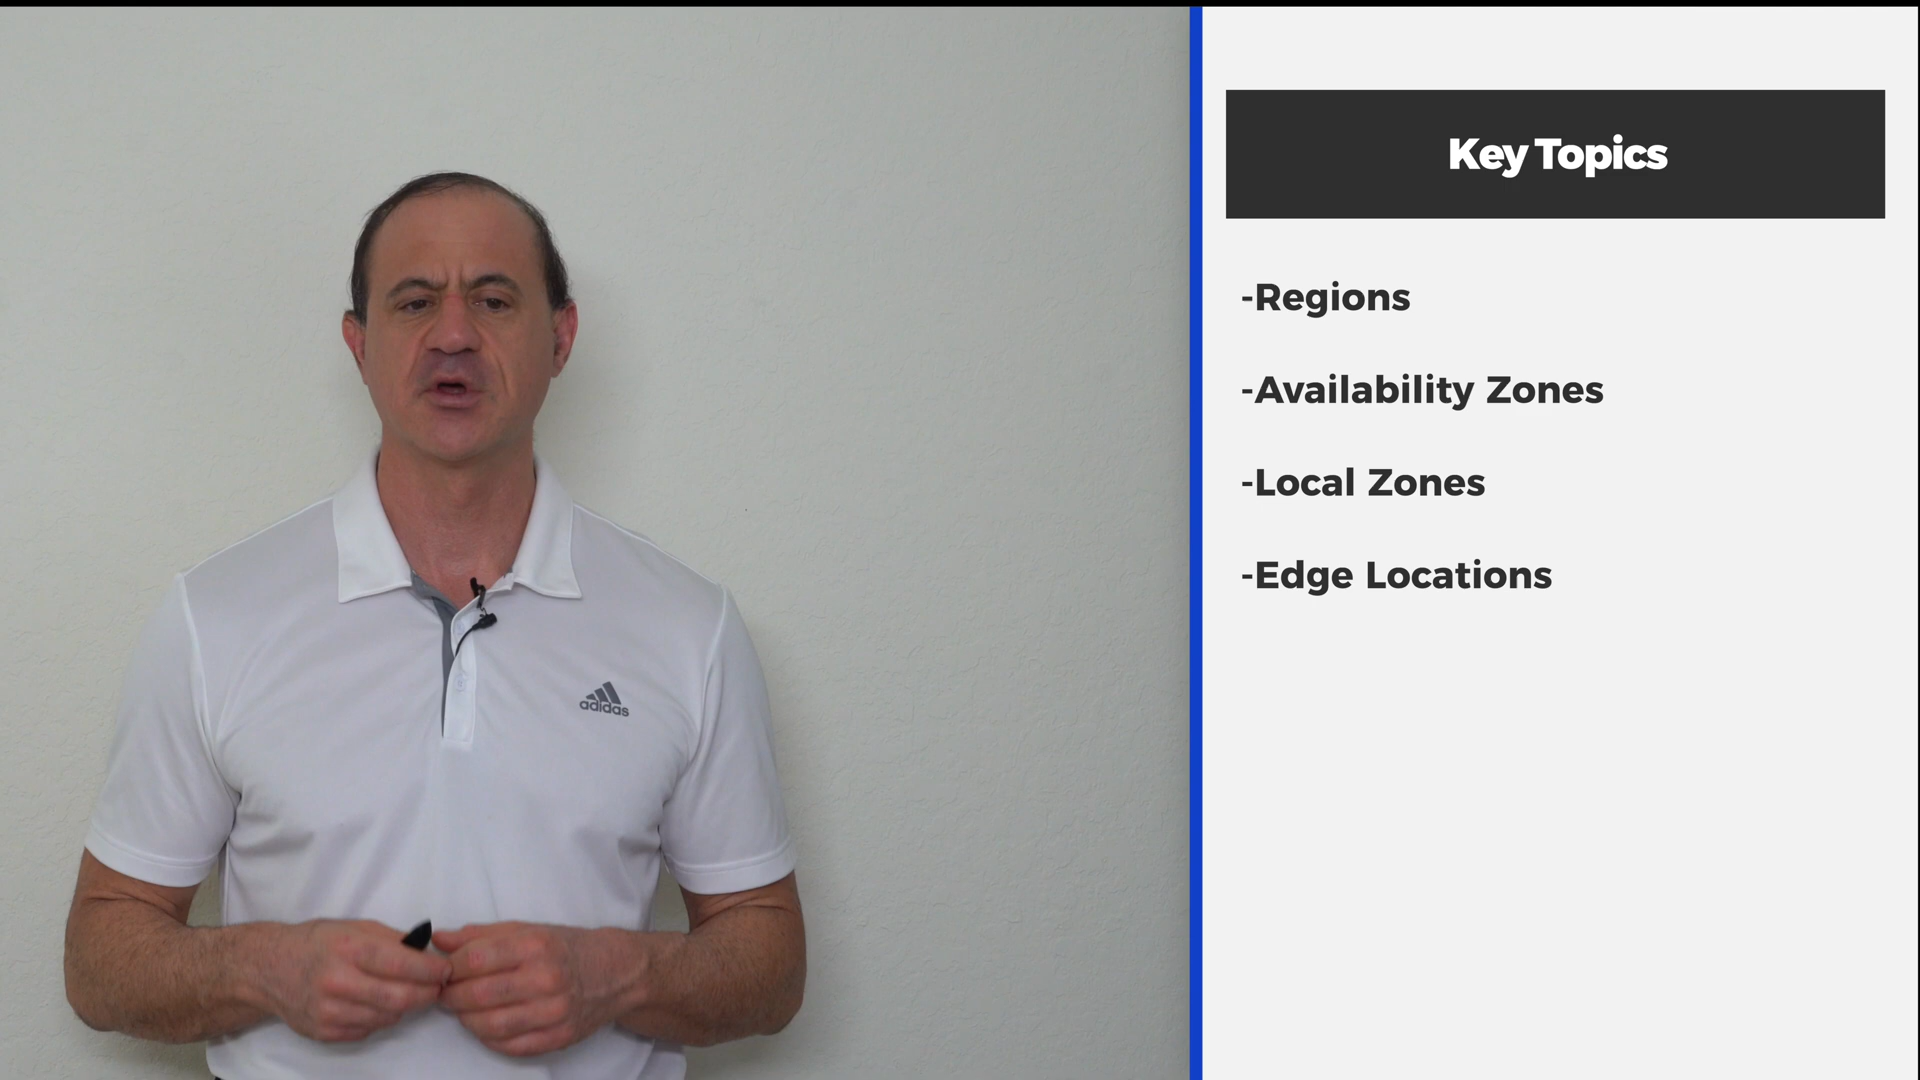 Key Topics
-Regions
-Availability Zones
-Local Zones
-Edge Locations
adidas